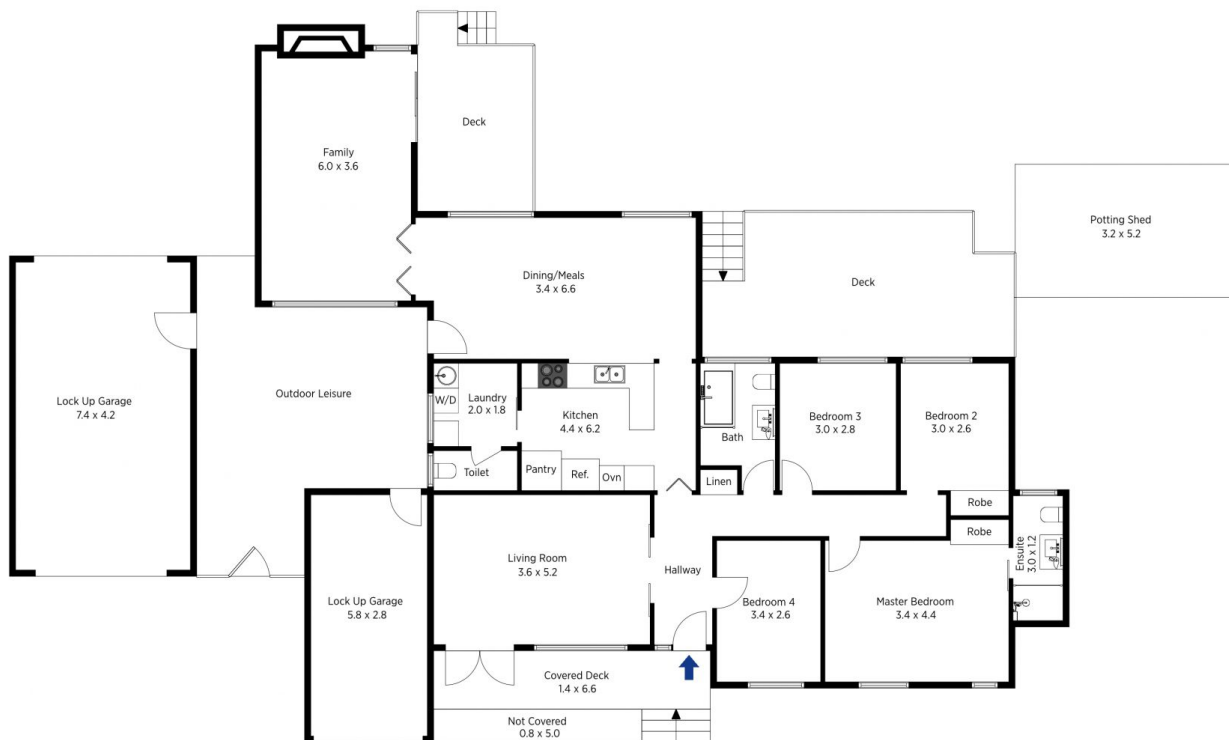 Deck
Family
6.0 x 3.6
Potting Shed
3.2 x 5.2
Dining/Meals
3.4 x 6.6
Deck
Lock Up Garage
7.4 x 4.2
Outdoor Leisure
W/D
Laundry
2.0 x 1.8
Kitchen
4.4 x 6.2
Bath
Bedroom 3
3.0 x 2.8
Bedroom 2
3.0 x 2.6
Toilet
Pantry
Ref.
Ovn
Linen
Robe
Robe
Ensuite
3.0 x 1.2
Living Room
3.6 x 5.2
Hallway
Lock Up Garage
5.8 x 2.8
Bedroom 4
3.4 x 2.6
Master Bedroom
3.4 x 4.4
Covered Deck
1.4 x 6.6
Not Covered
0.8 x 5.0